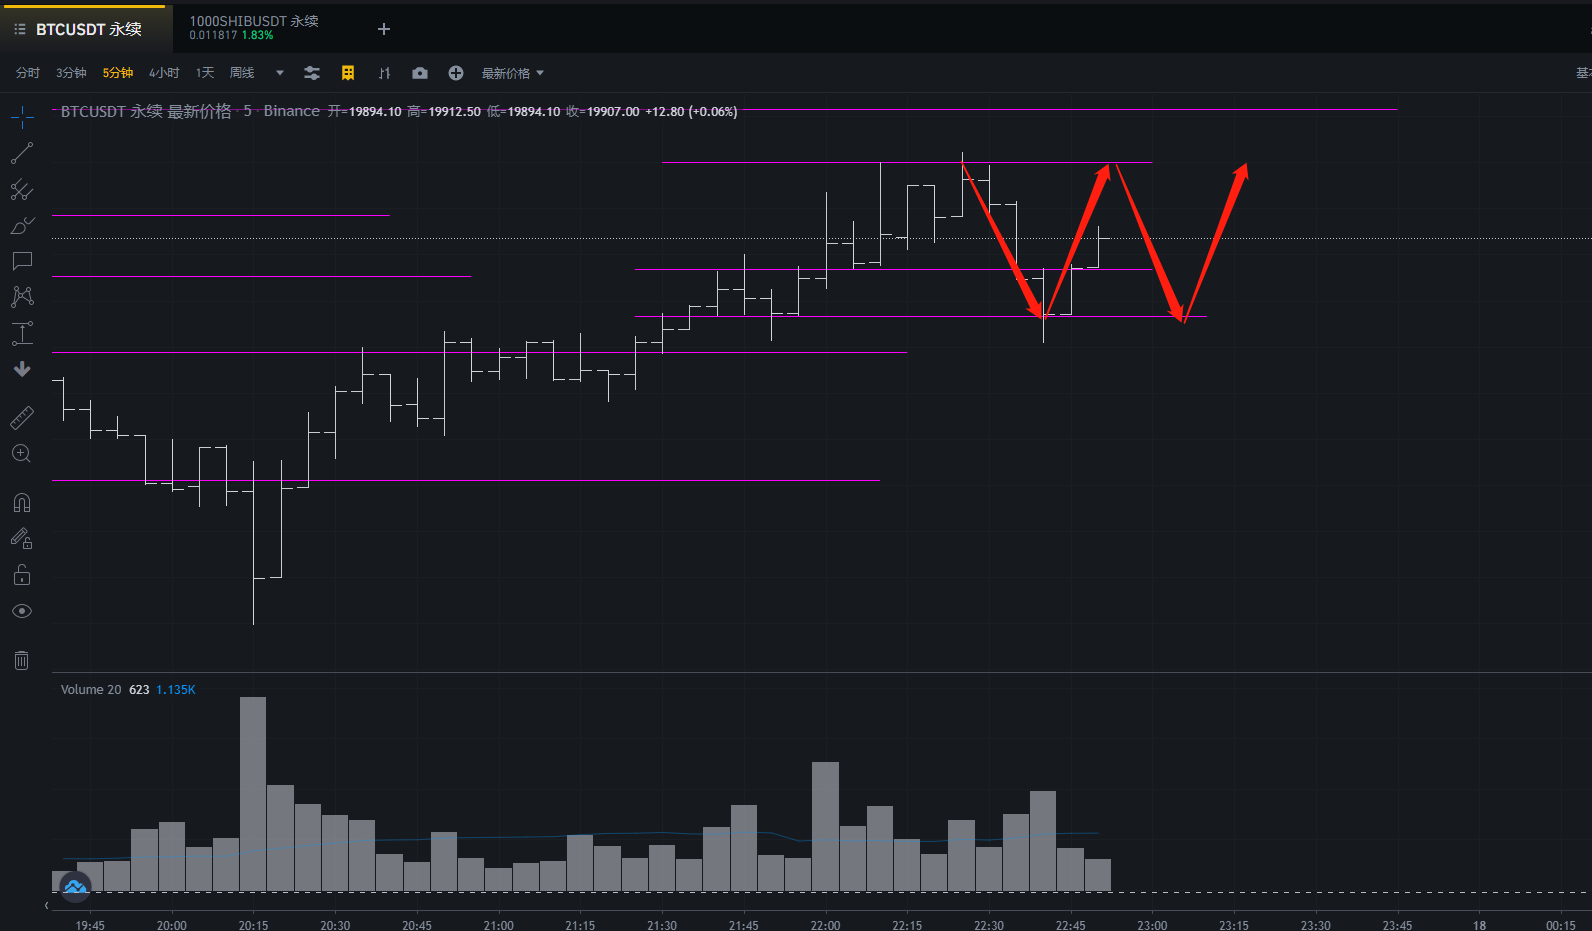 BTCUSDT 永续
1000SHIBUSDT 永续
0.011817 1.83%
分时 3分钟 5分钟 4小时 1天 周线 最新价格
BTCUSDT 永续 最新价格 · 5 · Binance 开=19894.10 高=19912.50 低=19894.10 收=19907.00 +12.80 (+0.06%)
Volume 20 623 1.135K
19:45 20:00 20:15 20:30 20:45 21:00 21:15 21:30 21:45 22:00 22:15 22:30 22:45 23:00 23:15 23:30 23:45 18 00:15